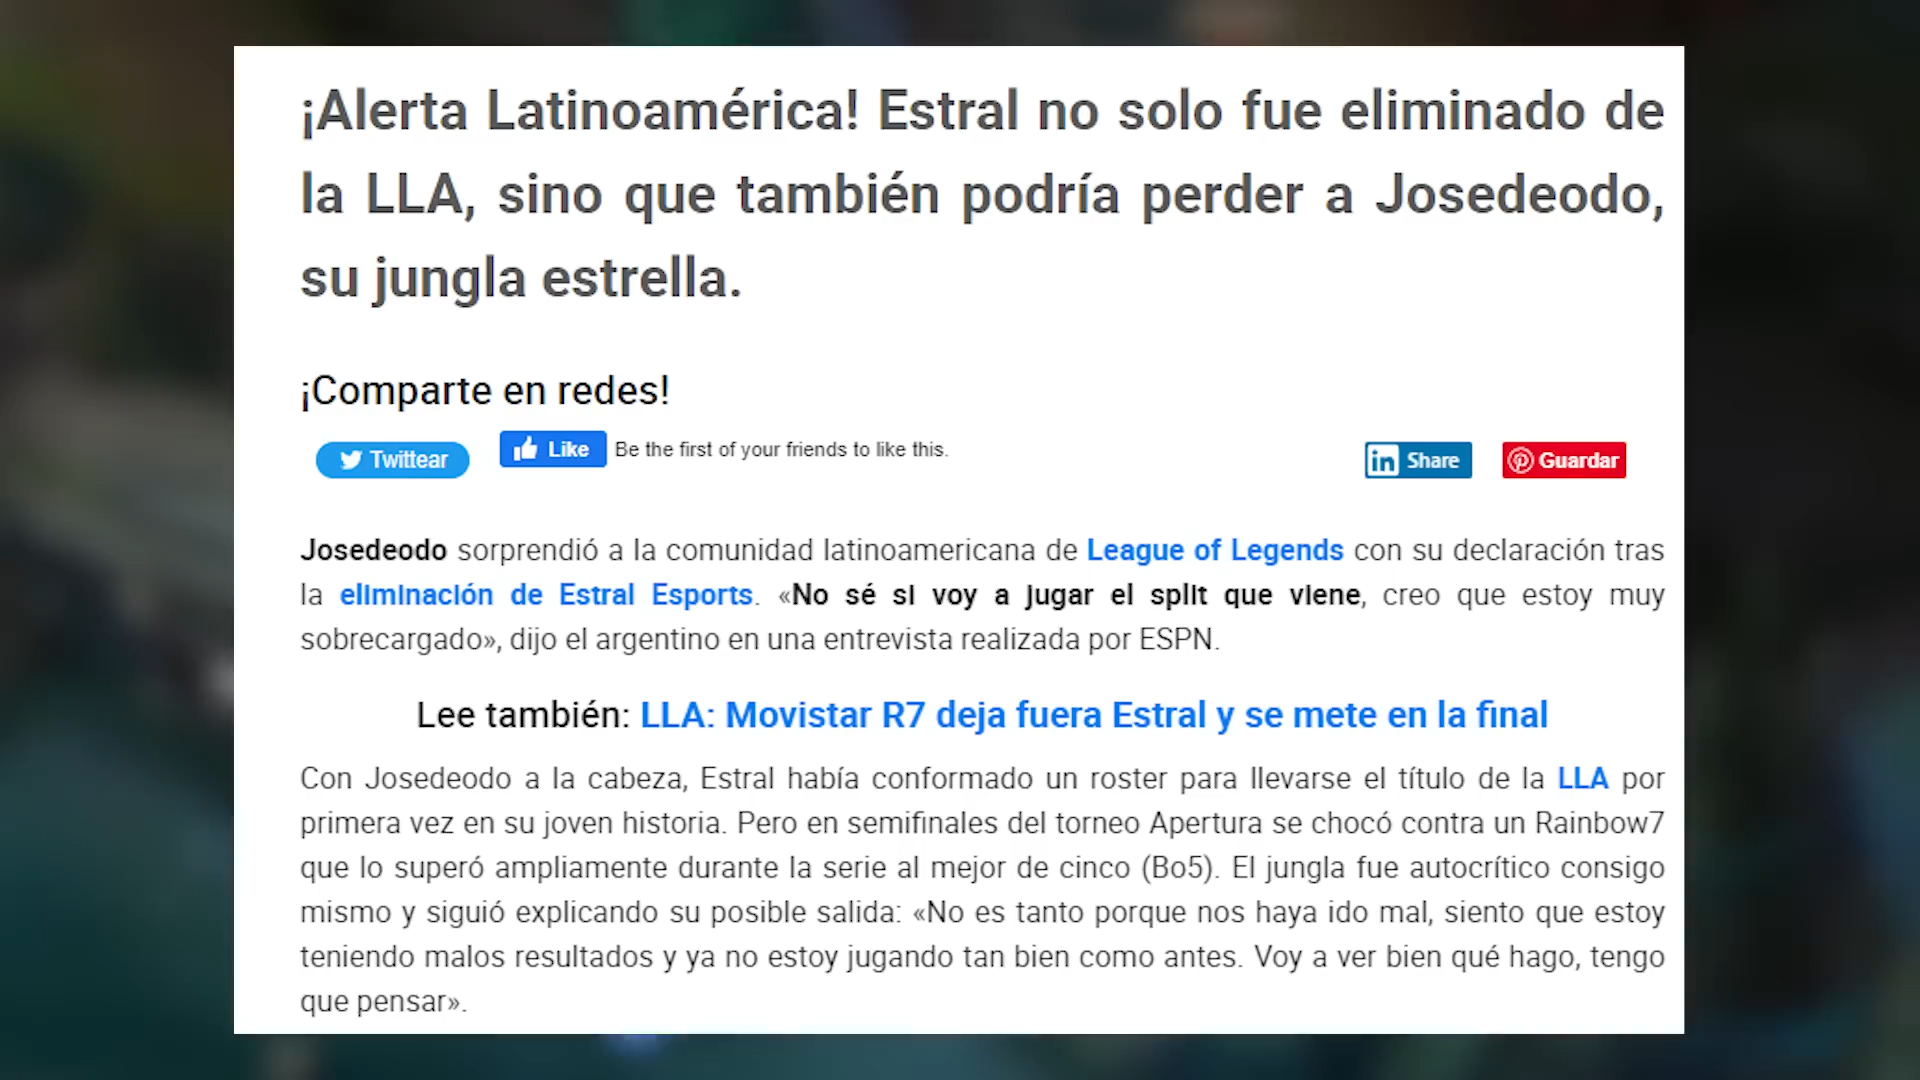 ¡Alerta Latinoamérica! Estral no solo fue eliminado de
la LLA, sino que también podría perder a Josedeodo,
su jungla estrella.
¡Comparte en redes!
Twittear
Like
Be the first of your friends to like this.
Share
Guardar
Josedeodo sorprendió a la comunidad latinoamericana de League of Legends con su declaración tras
la eliminación de Estral Esports. «No sé si voy a jugar el split que viene, creo que estoy muy
sobrecargado», dijo el argentino en una entrevista realizada por ESPN.
Lee también: LLA: Movistar R7 deja fuera Estral y se mete en la final
Con Josedeodo a la cabeza, Estral había conformado un roster para llevarse el título de la LLA por
primera vez en su joven historia. Pero en semifinales del torneo Apertura se chocó contra un Rainbow7
que lo superó ampliamente durante la serie al mejor de cinco (Bo5). El jungla fue autocrítico consigo
mismo y siguió explicando su posible salida: «No es tanto porque nos haya ido mal, siento que estoy
teniendo malos resultados y ya no estoy jugando tan bien como antes. Voy a ver bien qué hago, tengo
que pensar».